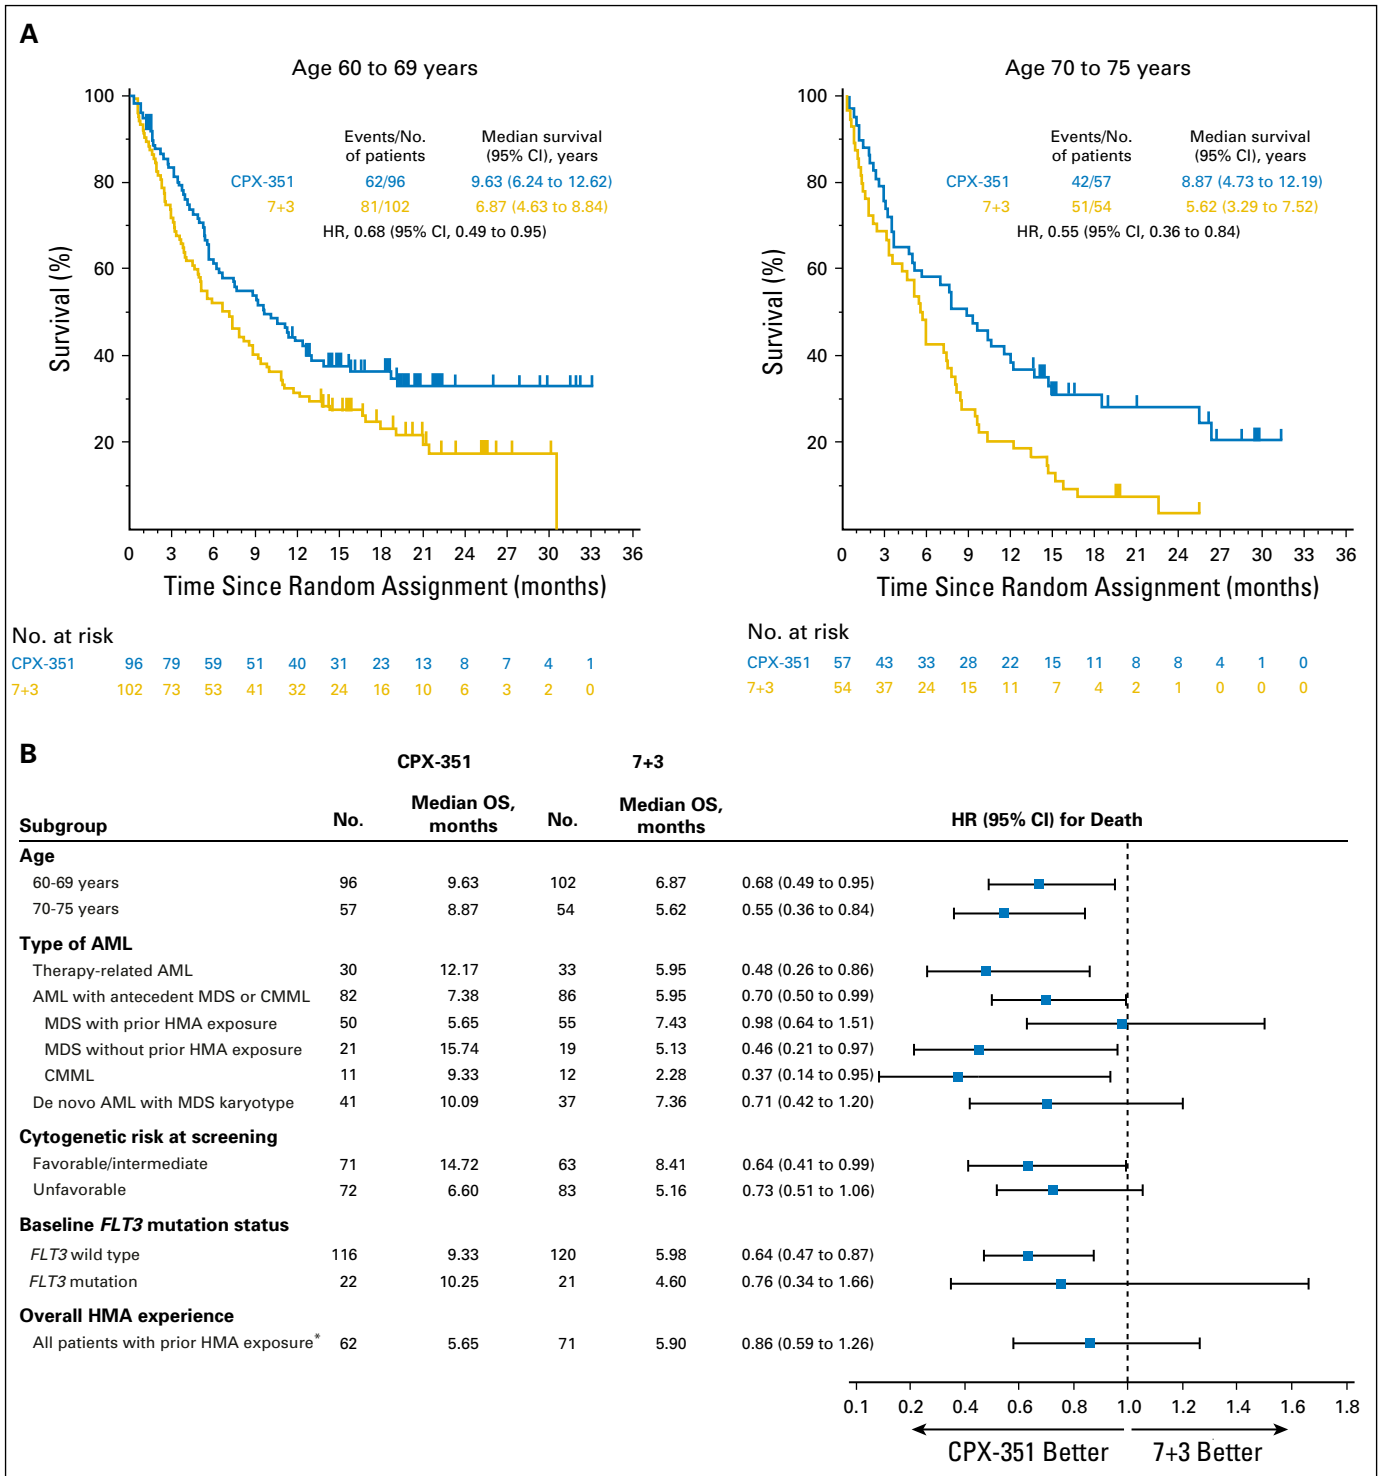 A
Age 60 to 69 years
Events/No. of patients Median survival (95% CI), years
CPX-351 62/96 9.63 (6.24 to 12.62)
7+3 81/102 6.87 (4.63 to 8.84)
HR, 0.68 (95% CI, 0.49 to 0.95)
Survival (%)
100
80
60
40
20
0 3 6 9 12 15 18 21 24 27 30 33 36
Time Since Random Assignment (months)
No. at risk
CPX-351 96 79 59 51 40 31 23 13 8 7 4 1
7+3 102 73 53 41 32 24 16 10 6 3 2 0
Age 70 to 75 years
Events/No. of patients Median survival (95% CI), years
CPX-351 42/57 8.87 (4.73 to 12.19)
7+3 51/54 5.62 (3.29 to 7.52)
HR, 0.55 (95% CI, 0.36 to 0.84)
Survival (%)
100
80
60
40
20
0 3 6 9 12 15 18 21 24 27 30 33 36
Time Since Random Assignment (months)
No. at risk
CPX-351 57 43 33 28 22 15 11 8 8 4 1 0
7+3 54 37 24 15 11 7 4 2 1 0 0 0
B
CPX-351 7+3
Subgroup No. Median OS, months No. Median OS, months HR (95% CI) for Death
Age
60-69 years 96 9.63 102 6.87 0.68 (0.49 to 0.95)
70-75 years 57 8.87 54 5.62 0.55 (0.36 to 0.84)
Type of AML
Therapy-related AML 30 12.17 33 5.95 0.48 (0.26 to 0.86)
AML with antecedent MDS or CMML 82 7.38 86 5.95 0.70 (0.50 to 0.99)
MDS with prior HMA exposure 50 5.65 55 7.43 0.98 (0.64 to 1.51)
MDS without prior HMA exposure 21 15.74 19 5.13 0.46 (0.21 to 0.97)
CMML 11 9.33 12 2.28 0.37 (0.14 to 0.95)
De novo AML with MDS karyotype 41 10.09 37 7.36 0.71 (0.42 to 1.20)
Cytogenetic risk at screening
Favorable/intermediate 71 14.72 63 8.41 0.64 (0.41 to 0.99)
Unfavorable 72 6.60 83 5.16 0.73 (0.51 to 1.06)
Baseline FLT3 mutation status
FLT3 wild type 116 9.33 120 5.98 0.64 (0.47 to 0.87)
FLT3 mutation 22 10.25 21 4.60 0.76 (0.34 to 1.66)
Overall HMA experience
All patients with prior HMA exposure* 62 5.65 71 5.90 0.86 (0.59 to 1.26)
0.1 0.2 0.4 0.6 0.8 1.0 1.2 1.4 1.6 1.8
CPX-351 Better 7+3 Better